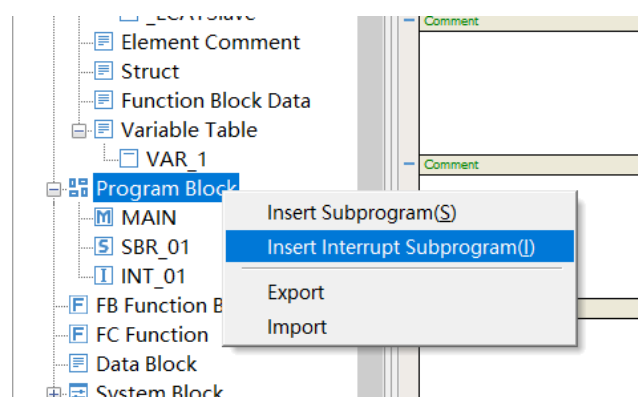 _ECATSlave
Comment
Element Comment
Struct
Function Block Data
Variable Table
VAR_1
Comment
Program Block
MAIN
SBR_01
INT_01
FB Function B
FC Function
Data Block
System Block
Insert Subprogram(S)
Insert Interrupt Subprogram(I)
Export
Import